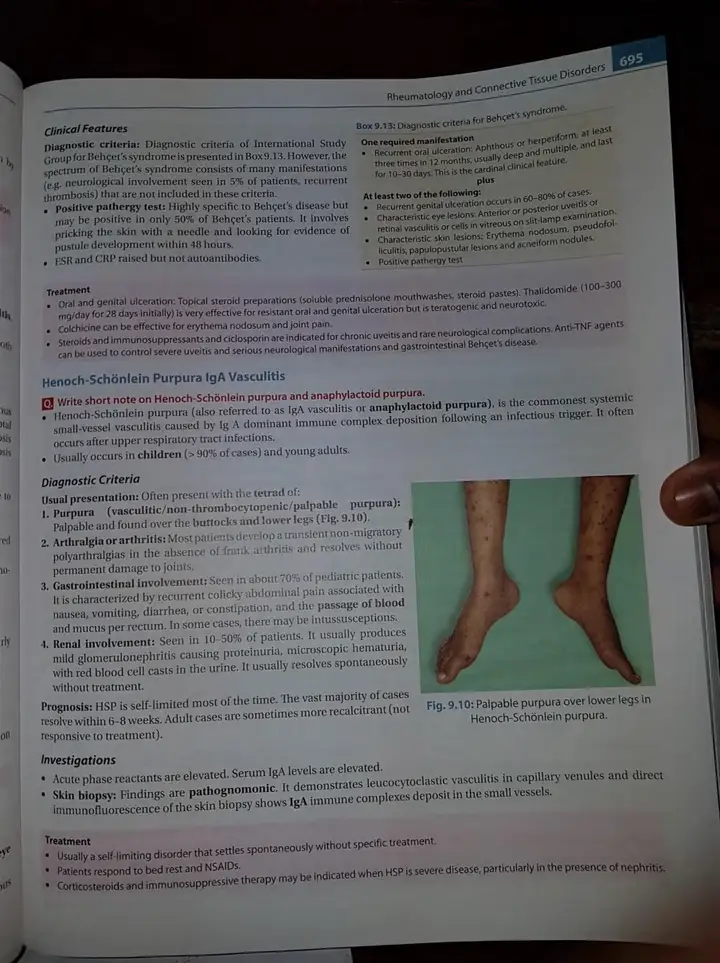 Rheumatology and Connective Tissue Disorders 695
Clinical Features
Diagnostic criteria: Diagnostic criteria of International Study
Group for Behçet's syndrome is presented in Box 9.13. However, the
spectrum of Behçet's syndrome consists of many manifestations
(e.g. neurological involvement seen in 5% of patients, recurrent
thrombosis) that are not included in these criteria.
• Positive pathergy test: Highly specific to Behçet's disease but
may be positive in only 50% of Behçet's patients. It involves
pricking the skin with a needle and looking for evidence of
pustule development within 48 hours.
• ESR and CRP raised but not autoantibodies.
Box 9.13: Diagnostic criteria for Behçet's syndrome.
One required manifestation
• Recurrent oral ulceration: Aphthous or herpetiform, at least
three times in 12 months, usually deep and multiple, and last
for 10–30 days. This is the cardinal clinical feature.
plus
At least two of the following:
• Recurrent genital ulceration occurs in 60–80% of cases.
• Characteristic eye lesions: Anterior or posterior uveitis or
retinal vasculitis or cells in vitreous on slit-lamp examination.
• Characteristic skin lesions: Erythema nodosum, pseudofol-
liculitis, papulopustular lesions and acneiform nodules.
• Positive pathergy test
Treatment
• Oral and genital ulceration: Topical steroid preparations (soluble prednisolone mouthwashes, steroid pastes). Thalidomide (100–300
mg/day for 28 days initially) is very effective for resistant oral and genital ulceration but is teratogenic and neurotoxic.
• Colchicine can be effective for erythema nodosum and joint pain.
• Steroids and immunosuppressants and ciclosporin are indicated for chronic uveitis and rare neurological complications. Anti-TNF agents
can be used to control severe uveitis and serious neurological manifestations and gastrointestinal Behçet's disease.
Henoch-Schönlein Purpura IgA Vasculitis
Q. Write short note on Henoch-Schönlein purpura and anaphylactoid purpura.
• Henoch-Schönlein purpura (also referred to as IgA vasculitis or anaphylactoid purpura), is the commonest systemic
small-vessel vasculitis caused by Ig A dominant immune complex deposition following an infectious trigger. It often
occurs after upper respiratory tract infections.
• Usually occurs in children (> 90% of cases) and young adults.
Diagnostic Criteria
Usual presentation: Often present with the tetrad of:
1. Purpura (vasculitic/non-thrombocytopenic/palpable purpura):
Palpable and found over the buttocks and lower legs (Fig. 9.10).
2. Arthralgia or arthritis: Most patients develop a transient non-migratory
polyarthralgias in the absence of frank arthritis and resolves without
permanent damage to joints.
3. Gastrointestinal involvement: Seen in about 70% of pediatric patients.
It is characterized by recurrent colicky abdominal pain associated with
nausea, vomiting, diarrhea, or constipation, and the passage of blood
and mucus per rectum. In some cases, there may be intussusceptions.
4. Renal involvement: Seen in 10–50% of patients. It usually produces
mild glomerulonephritis causing proteinuria, microscopic hematuria,
with red blood cell casts in the urine. It usually resolves spontaneously
without treatment.
Prognosis: HSP is self-limited most of the time. The vast majority of cases
resolve within 6–8 weeks. Adult cases are sometimes more recalcitrant (not
responsive to treatment).
Fig. 9.10: Palpable purpura over lower legs in
Henoch-Schönlein purpura.
Investigations
• Acute phase reactants are elevated. Serum IgA levels are elevated.
• Skin biopsy: Findings are pathognomonic. It demonstrates leucocytoclastic vasculitis in capillary venules and direct
immunofluorescence of the skin biopsy shows IgA immune complexes deposit in the small vessels.
Treatment
• Usually a self-limiting disorder that settles spontaneously without specific treatment.
• Patients respond to bed rest and NSAIDs.
• Corticosteroids and immunosuppressive therapy may be indicated when HSP is severe disease, particularly in the presence of nephritis.